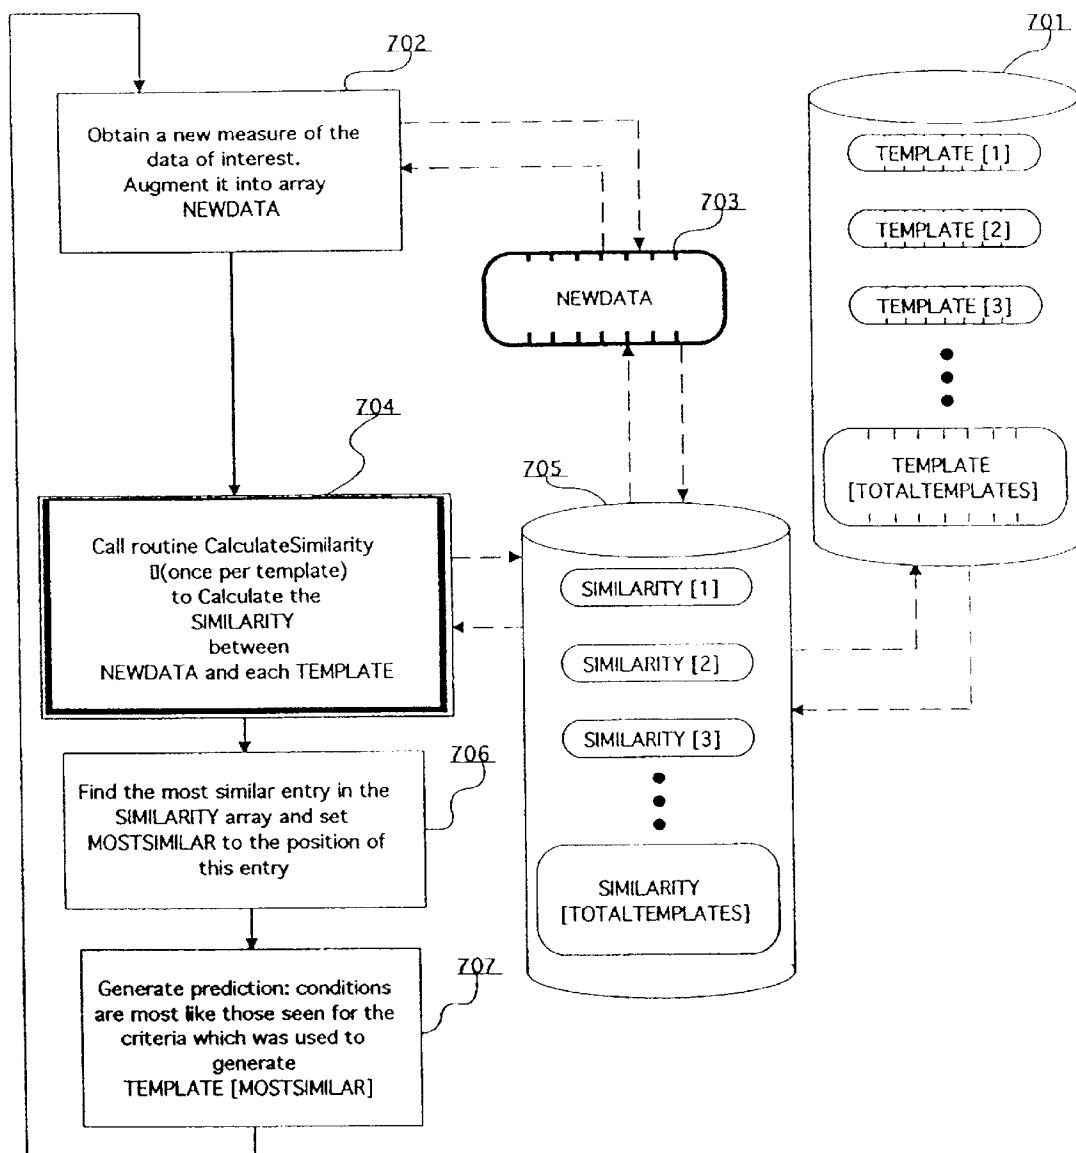 702
Obtain a new measure of the
data of interest.
Augment it into array
NEWDATA
701
TEMPLATE [1]
TEMPLATE [2]
TEMPLATE [3]
TEMPLATE
[TOTALTEMPLATES]
703
NEWDATA
704
Call routine CalculateSimilarity
▯(once per template)
to Calculate the
SIMILARITY
between
NEWDATA and each TEMPLATE
705
SIMILARITY [1]
SIMILARITY [2]
SIMILARITY [3]
SIMILARITY
[TOTALTEMPLATES]
706
Find the most similar entry in the
SIMILARITY array and set
MOSTSIMILAR to the position of
this entry
707
Generate prediction: conditions
are most like those seen for the
criteria which was used to
generate
TEMPLATE [MOSTSIMILAR]